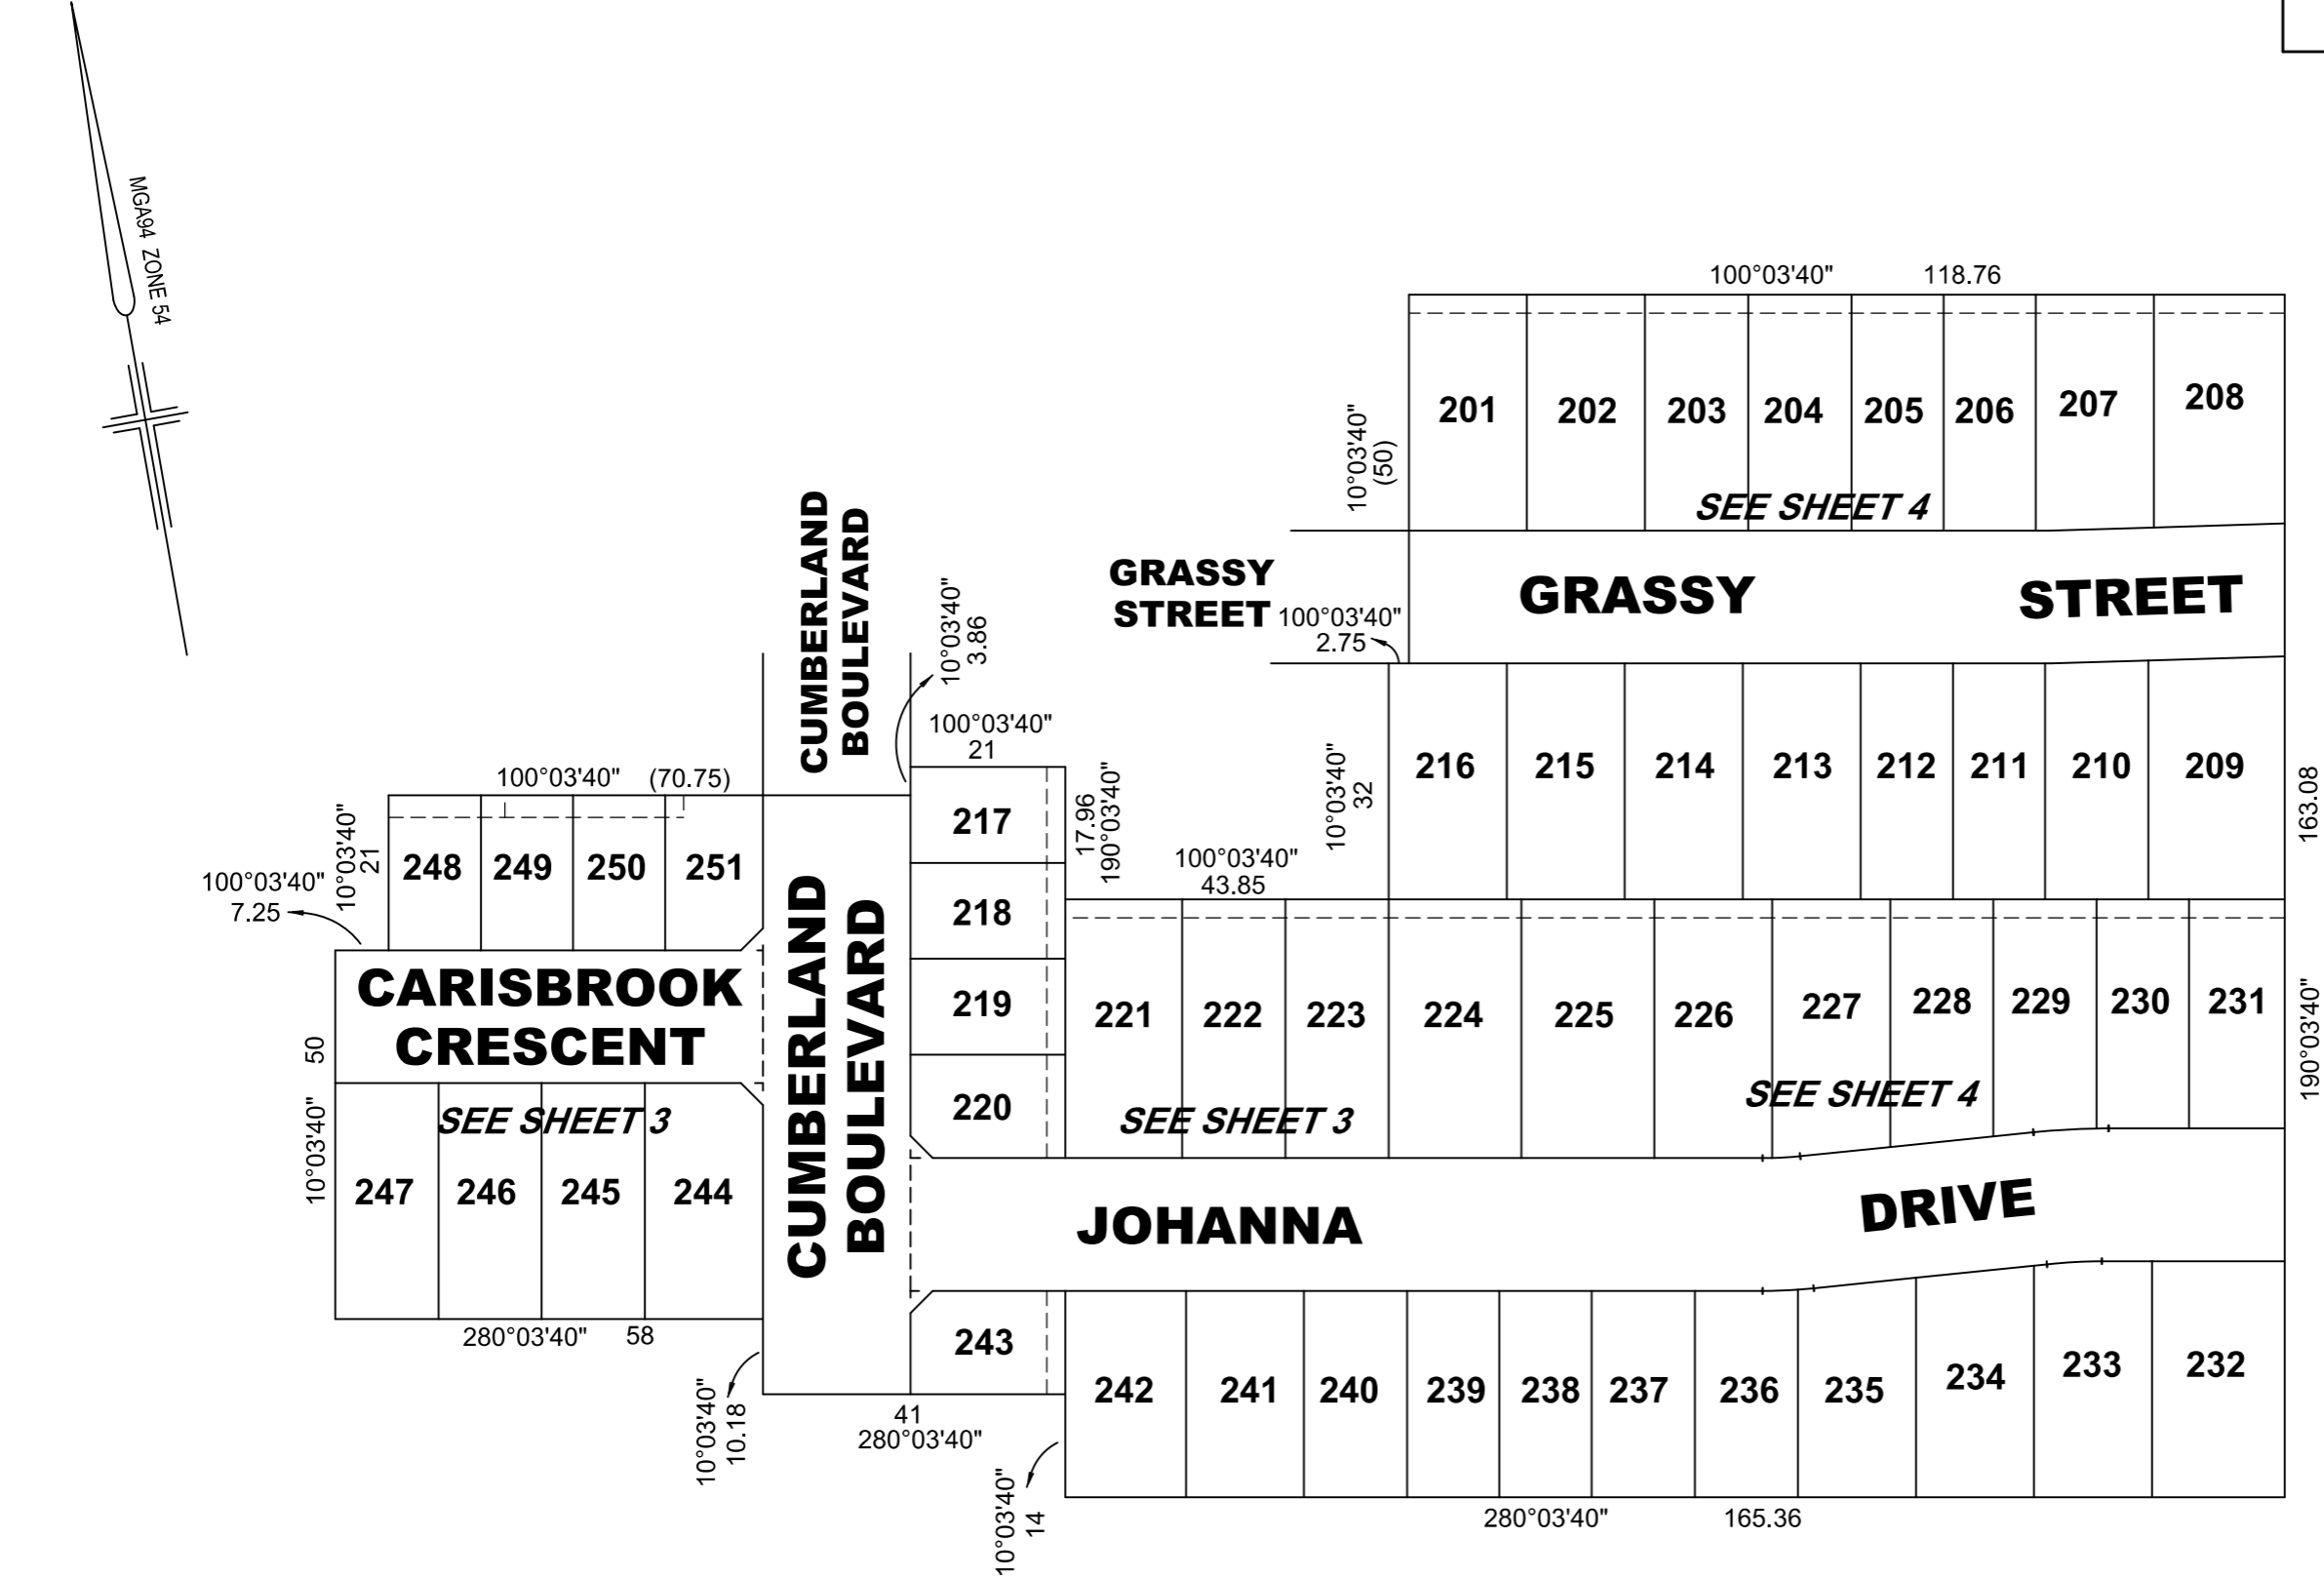 MGA94 ZONE 54
100°03'40" 118.76
201 202 203 204 205 206 207 208
10°03'40"
(50)
SEE SHEET 4
CUMBERLAND
BOULEVARD
GRASSY
STREET
GRASSY STREET
100°03'40"
2.75
10°03'40"
3.86
100°03'40"
21
217
17.96
190°03'40"
10°03'40"
32
216 215 214 213 212 211 210 209
163.08
190°03'40"
100°03'40" (70.75)
10°03'40"
21
248 249 250 251
100°03'40"
7.25
218
100°03'40"
43.85
CARISBROOK
CRESCENT
CUMBERLAND
BOULEVARD
219
220
221 222 223 224 225 226 227 228 229 230 231
SEE SHEET 3
SEE SHEET 4
10°03'40"
50
SEE SHEET 3
247 246 245 244
280°03'40" 58
JOHANNA DRIVE
243
10°03'40"
10.18
41
280°03'40"
242 241 240 239 238 237 236 235 234 233 232
10°03'40"
14
280°03'40" 165.36